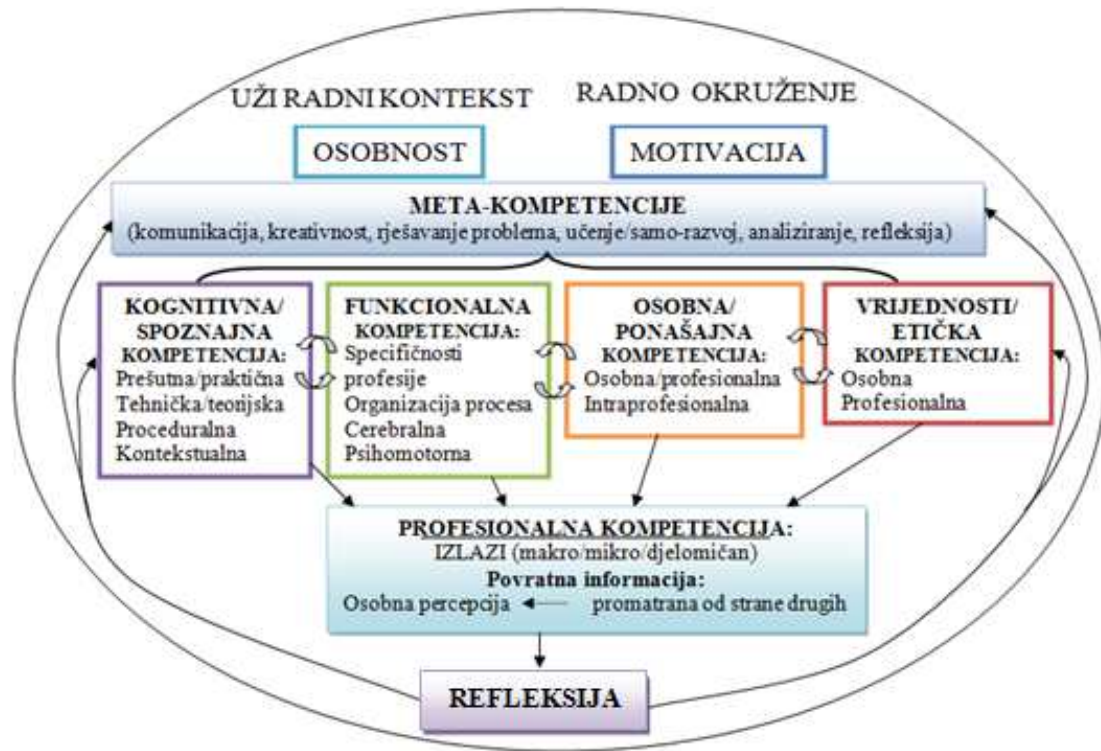 UŽI RADNI KONTEKST
RADNO OKRUŽENJE
OSOBNOST
MOTIVACIJA
META-KOMPETENCIJE
(komunikacija, kreativnost, rješavanje problema, učenje/samo-razvoj, analiziranje, refleksija)
KOGNITIVNA/
SPOZNAJNA
KOMPETENCIJA:
Prešutna/praktična
Tehnička/teorijska
Proceduralna
Kontekstualna
FUNKCIONALNA
KOMPETENCIJA:
Specifičnosti
profesije
Organizacija procesa
Cerebralna
Psihomotorna
OSOBNA/
PONAŠAJNA
KOMPETENCIJA:
Osobna/profesionalna
Intraprofesionalna
VRIJEDNOSTI/
ETIČKA
KOMPETENCIJA:
Osobna
Profesionalna
PROFESIONALNA KOMPETENCIJA:
IZLAZI (makro/mikro/djelomičan)
Povratna informacija:
Osobna percepcija promatrana od strane drugih
REFLEKSIJA